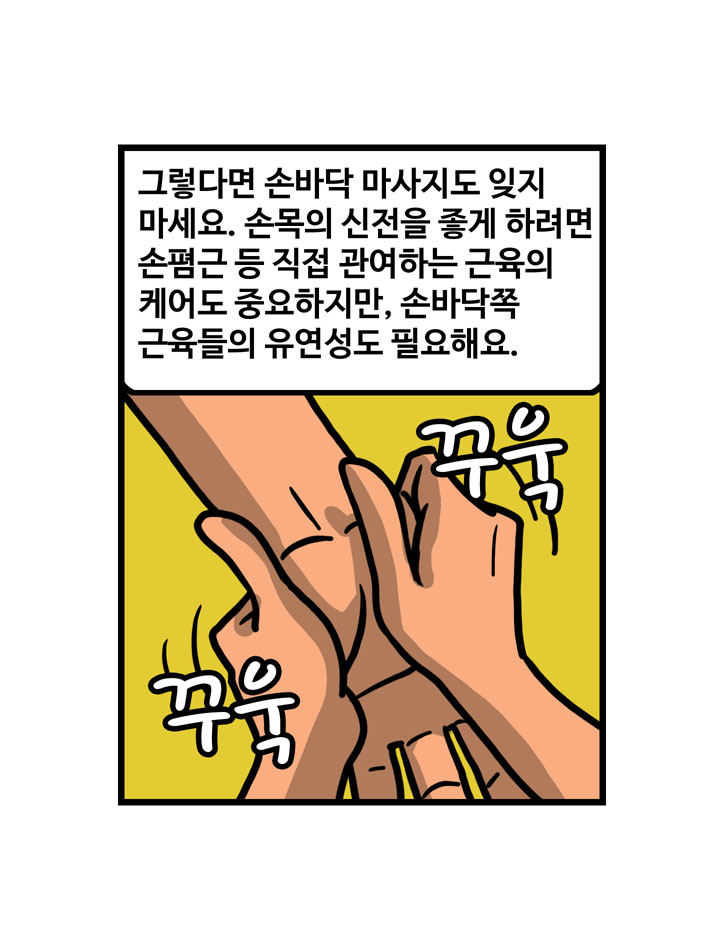 그렇다면 손바닥 마사지도 잊지
마세요. 손목의 신전을 좋게 하려면
손폄근 등 직접 관여하는 근육의
케어도 중요하지만, 손바닥쪽
근육들의 유연성도 필요해요.
꾸욱
꾸욱